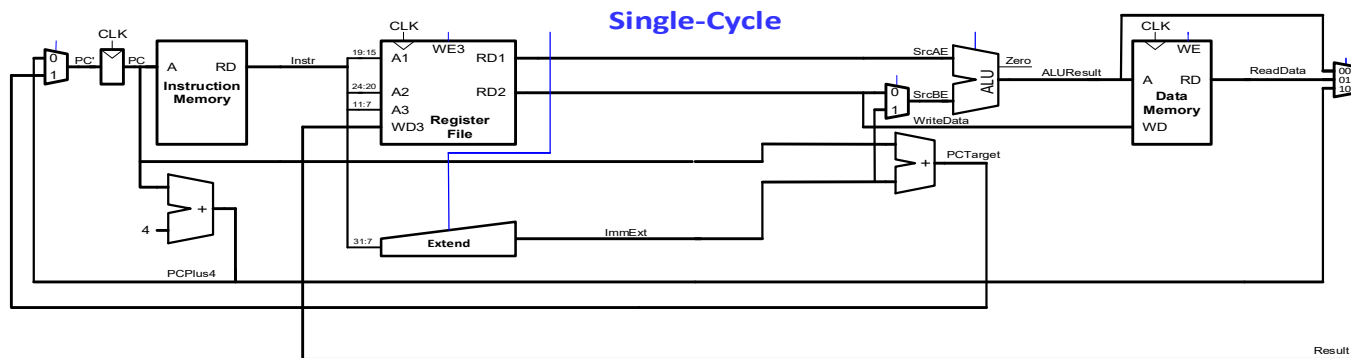 Single-Cycle
CLK
CLK
CLK
0
1
PC'
PC
A
RD
Instruction
Memory
Instr
19:15
24:20
11:7
31:7
A1
A2
A3
WD3
WE3
RD1
RD2
Register
File
SrcAE
0
1
SrcBE
WriteData
ALU
Zero
ALUResult
A
RD
WE
Data
Memory
WD
ReadData
00
01
10
+
PCTarget
4
+
PCPlus4
Extend
ImmExt
Result